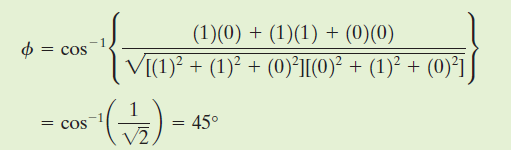 ϕ = cos⁻¹{ (1)(0) + (1)(1) + (0)(0) / √[(1)² + (1)² + (0)²][(0)² + (1)² + (0)²] }
= cos⁻¹(1/√2) = 45°